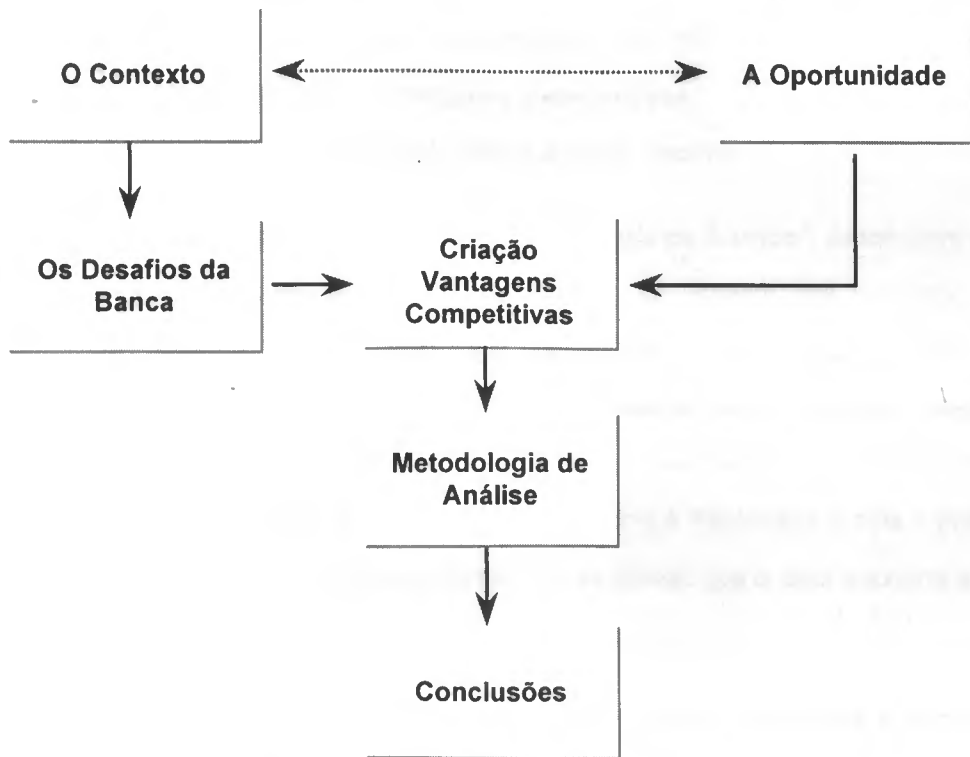 O Contexto
A Oportunidade
Os Desafios da
Banca
Criação
Vantagens
Competitivas
Metodologia de
Análise
Conclusões